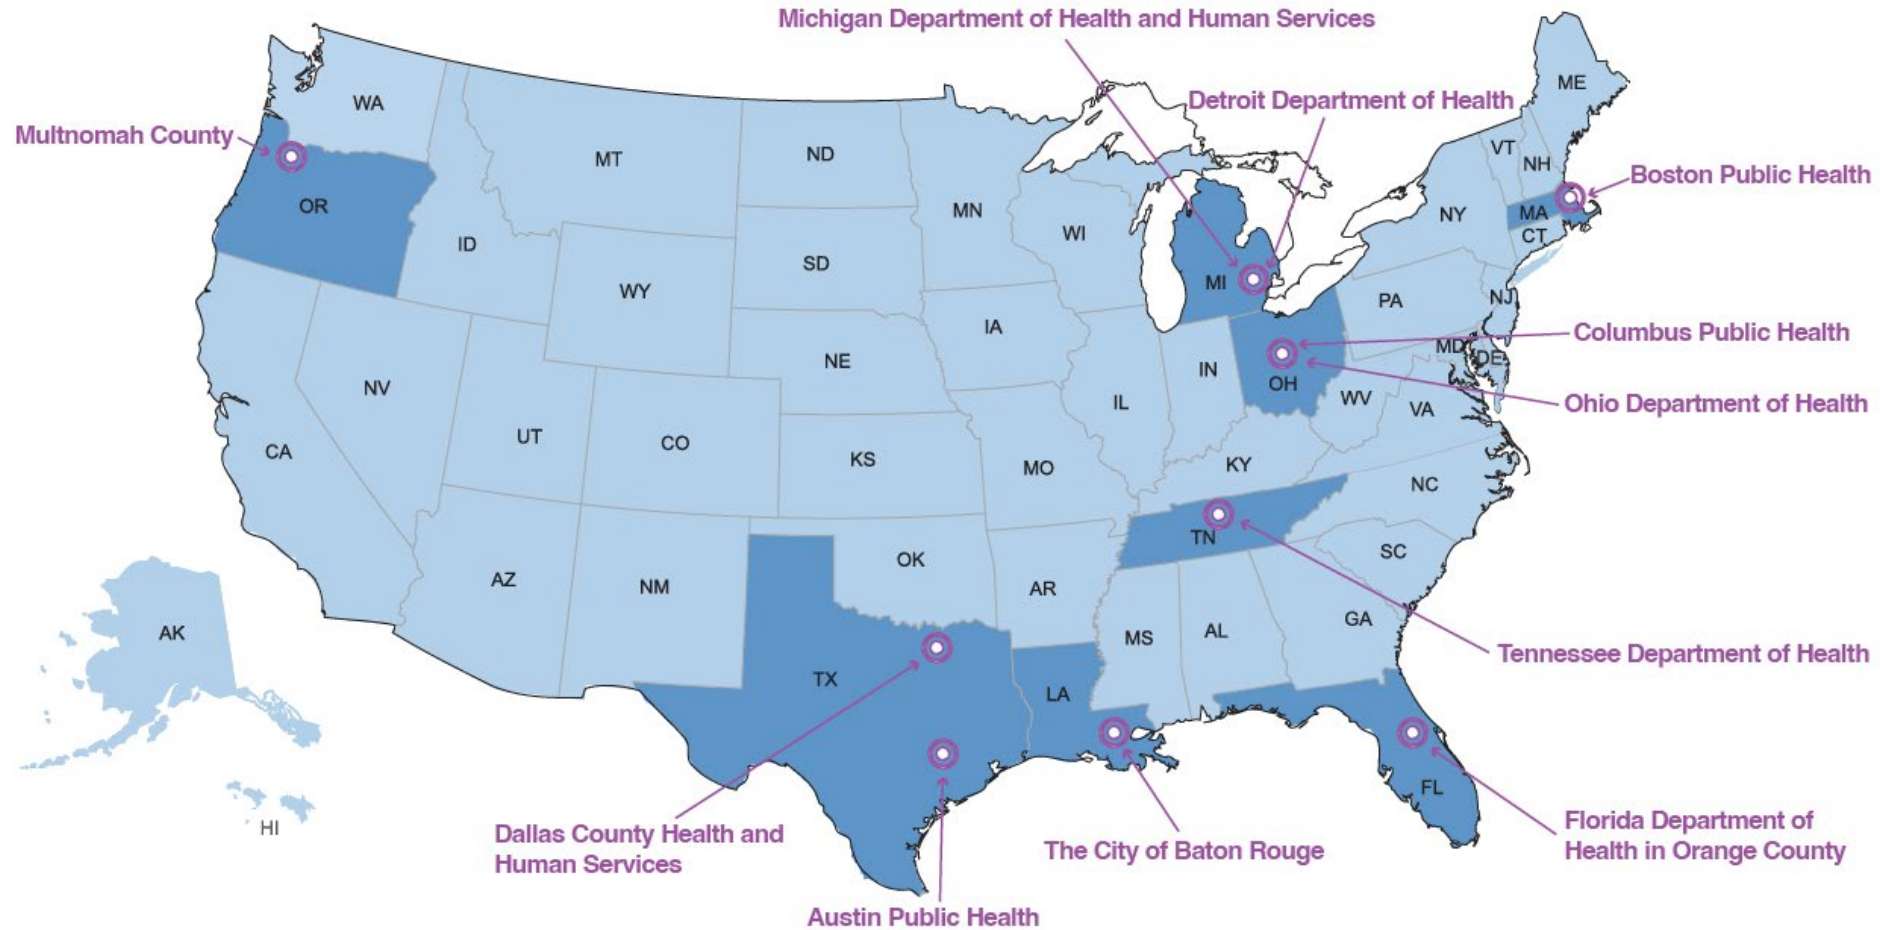 Michigan Department of Health and Human Services
Detroit Department of Health
Multnomah County
Boston Public Health
Columbus Public Health
Ohio Department of Health
Tennessee Department of Health
Florida Department of
Health in Orange County
The City of Baton Rouge
Dallas County Health and
Human Services
Austin Public Health
WA
OR
ID
MT
ND
MN
SD
WY
WI
MI
ME
VT
NH
NY
MA
CT
PA
NJ
MD
DE
IA
NE
NV
UT
CO
CA
KS
MO
IL
IN
OH
WV
VA
KY
NC
TN
SC
AZ
NM
OK
AR
MS
AL
GA
TX
LA
FL
AK
HI